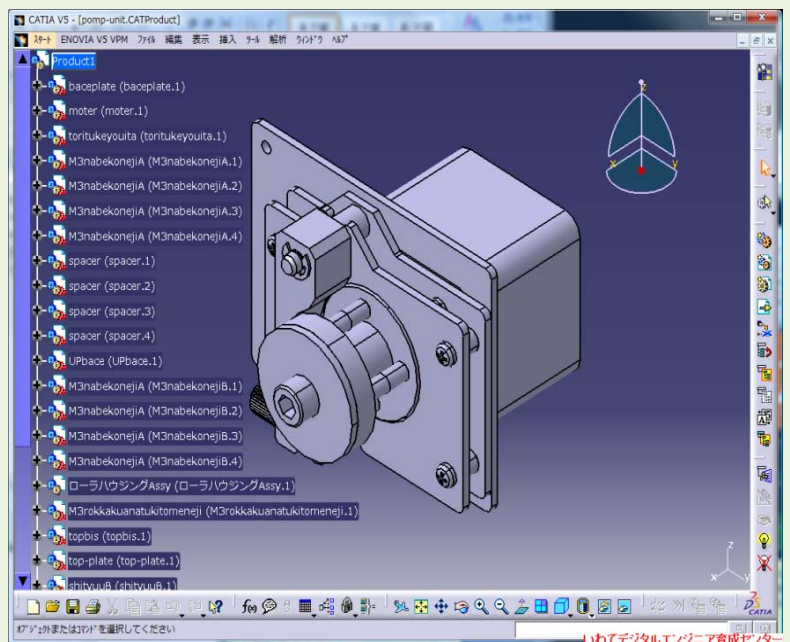 CATIA V5 - [pomp-unit.CATProduct]
スタート ENOVIA V5 VPM ファイル 編集 表示 挿入 ツール 解析 ウィンドウ ヘルプ
Product1
baceplate (baceplate.1)
moter (moter.1)
toritukeyouita (toritukeyouita.1)
M3nabekonejiA (M3nabekonejiA.1)
M3nabekonejiA (M3nabekonejiA.2)
M3nabekonejiA (M3nabekonejiA.3)
M3nabekonejiA (M3nabekonejiA.4)
spacer (spacer.1)
spacer (spacer.2)
spacer (spacer.3)
spacer (spacer.4)
UPbace (UPbace.1)
M3nabekonejiA (M3nabekonejiB.1)
M3nabekonejiA (M3nabekonejiB.2)
M3nabekonejiA (M3nabekonejiB.3)
M3nabekonejiA (M3nabekonejiB.4)
ローラハウジングAssy (ローラハウジングAssy.1)
M3rokkakuanatukitomeneji (M3rokkakuanatukitomeneji.1)
topbis (topbis.1)
top-plate (top-plate.1)
shityuuB (shityuuB.1)
z
x
y
z
x
y
f(x)
CATIA
オブジェクトまたはコマンドを選択してください
いわてデジタルエンジニア育成センター